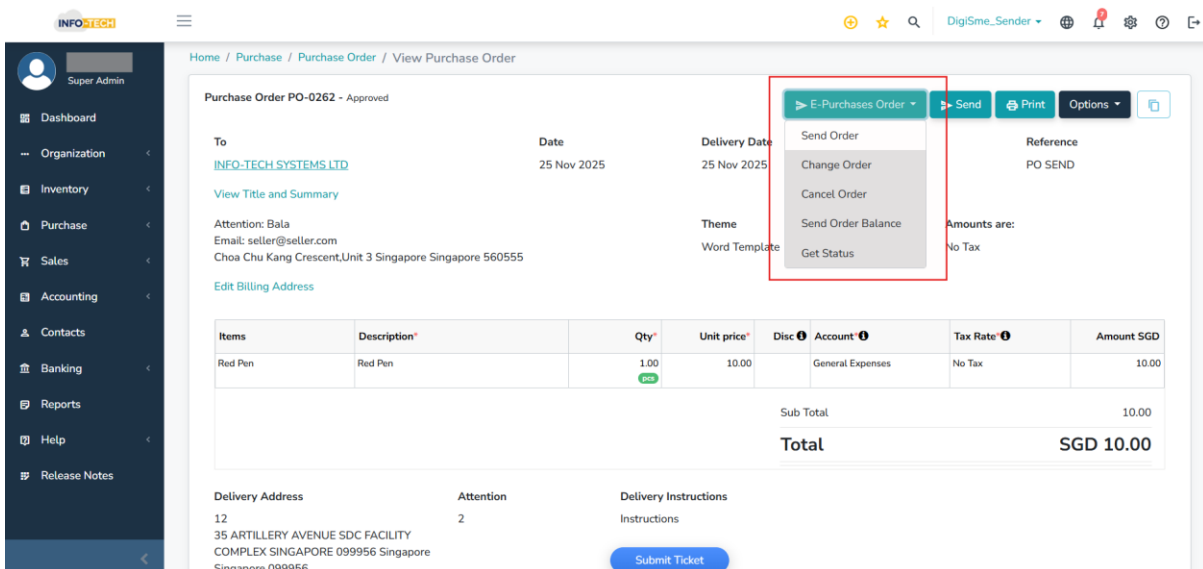 INFO-TECH
DigiSme_Sender
7
Super Admin
Dashboard
Organization
Inventory
Purchase
Sales
Accounting
Contacts
Banking
Reports
Help
Release Notes
Home / Purchase / Purchase Order / View Purchase Order
Purchase Order PO-0262 - Approved
E-Purchases Order
Send
Print
Options
Send Order
Change Order
Cancel Order
Send Order Balance
Get Status
To
Date
Delivery Date
Reference
INFO-TECH SYSTEMS LTD
25 Nov 2025
25 Nov 2025
PO SEND
View Title and Summary
Attention: Bala
Email: seller@seller.com
Choa Chu Kang Crescent,Unit 3 Singapore Singapore 560555
Theme
Word Template
Amounts are:
No Tax
Edit Billing Address
Items Description* Qty* Unit price* Disc Account* Tax Rate* Amount SGD
Red Pen Red Pen 1.00 10.00 General Expenses No Tax 10.00
pcs
Sub Total 10.00
Total SGD 10.00
Delivery Address
12
35 ARTILLERY AVENUE SDC FACILITY
COMPLEX SINGAPORE 099956 Singapore
Singapore 099956
Attention
2
Delivery Instructions
Instructions
Submit Ticket